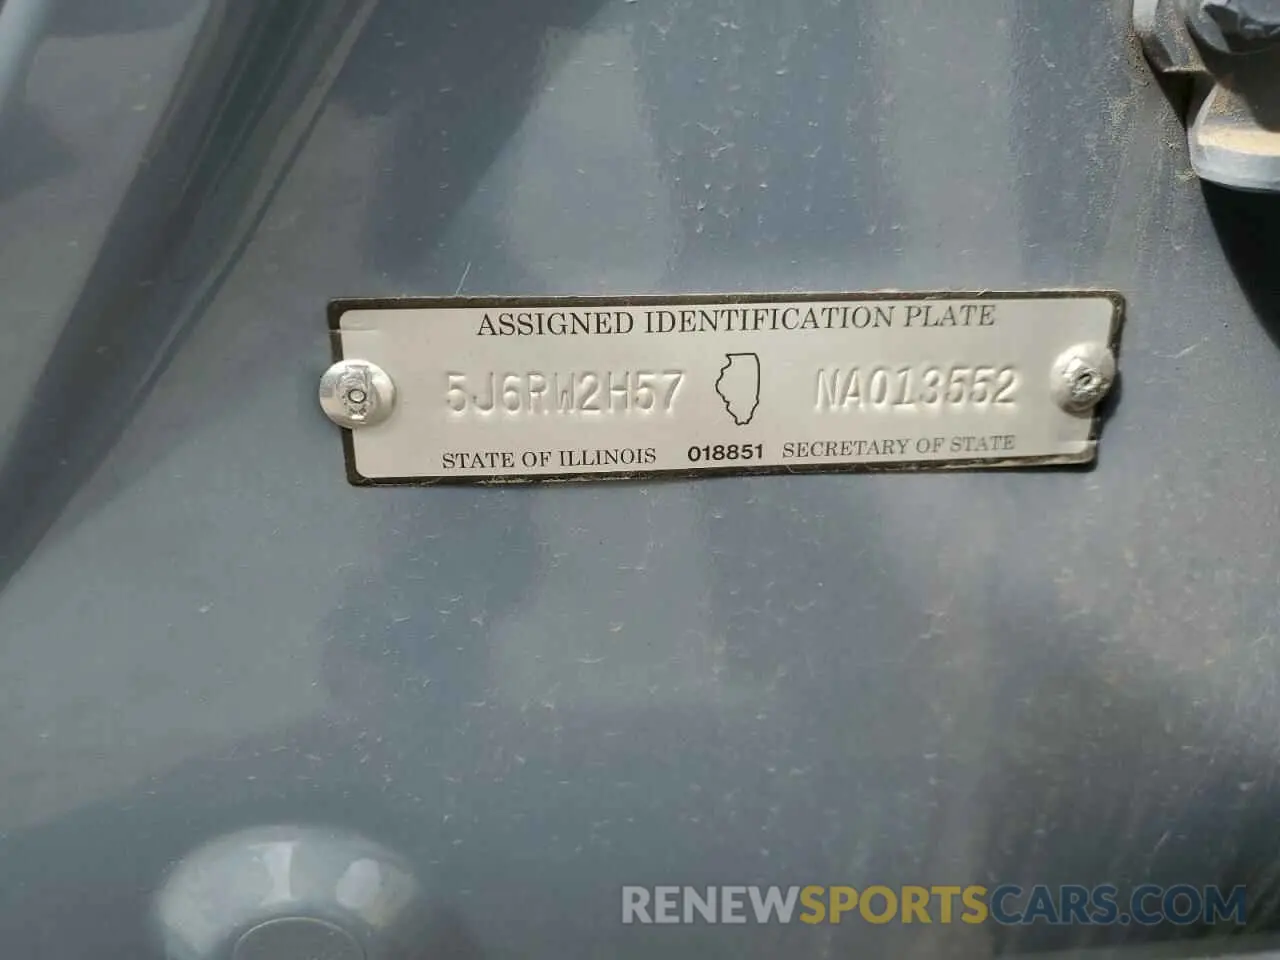 ASSIGNED IDENTIFICATION PLATE
5J6RW2H57 NA013552
STATE OF ILLINOIS 018851 SECRETARY OF STATE
RENEWSPORTSCARS.COM